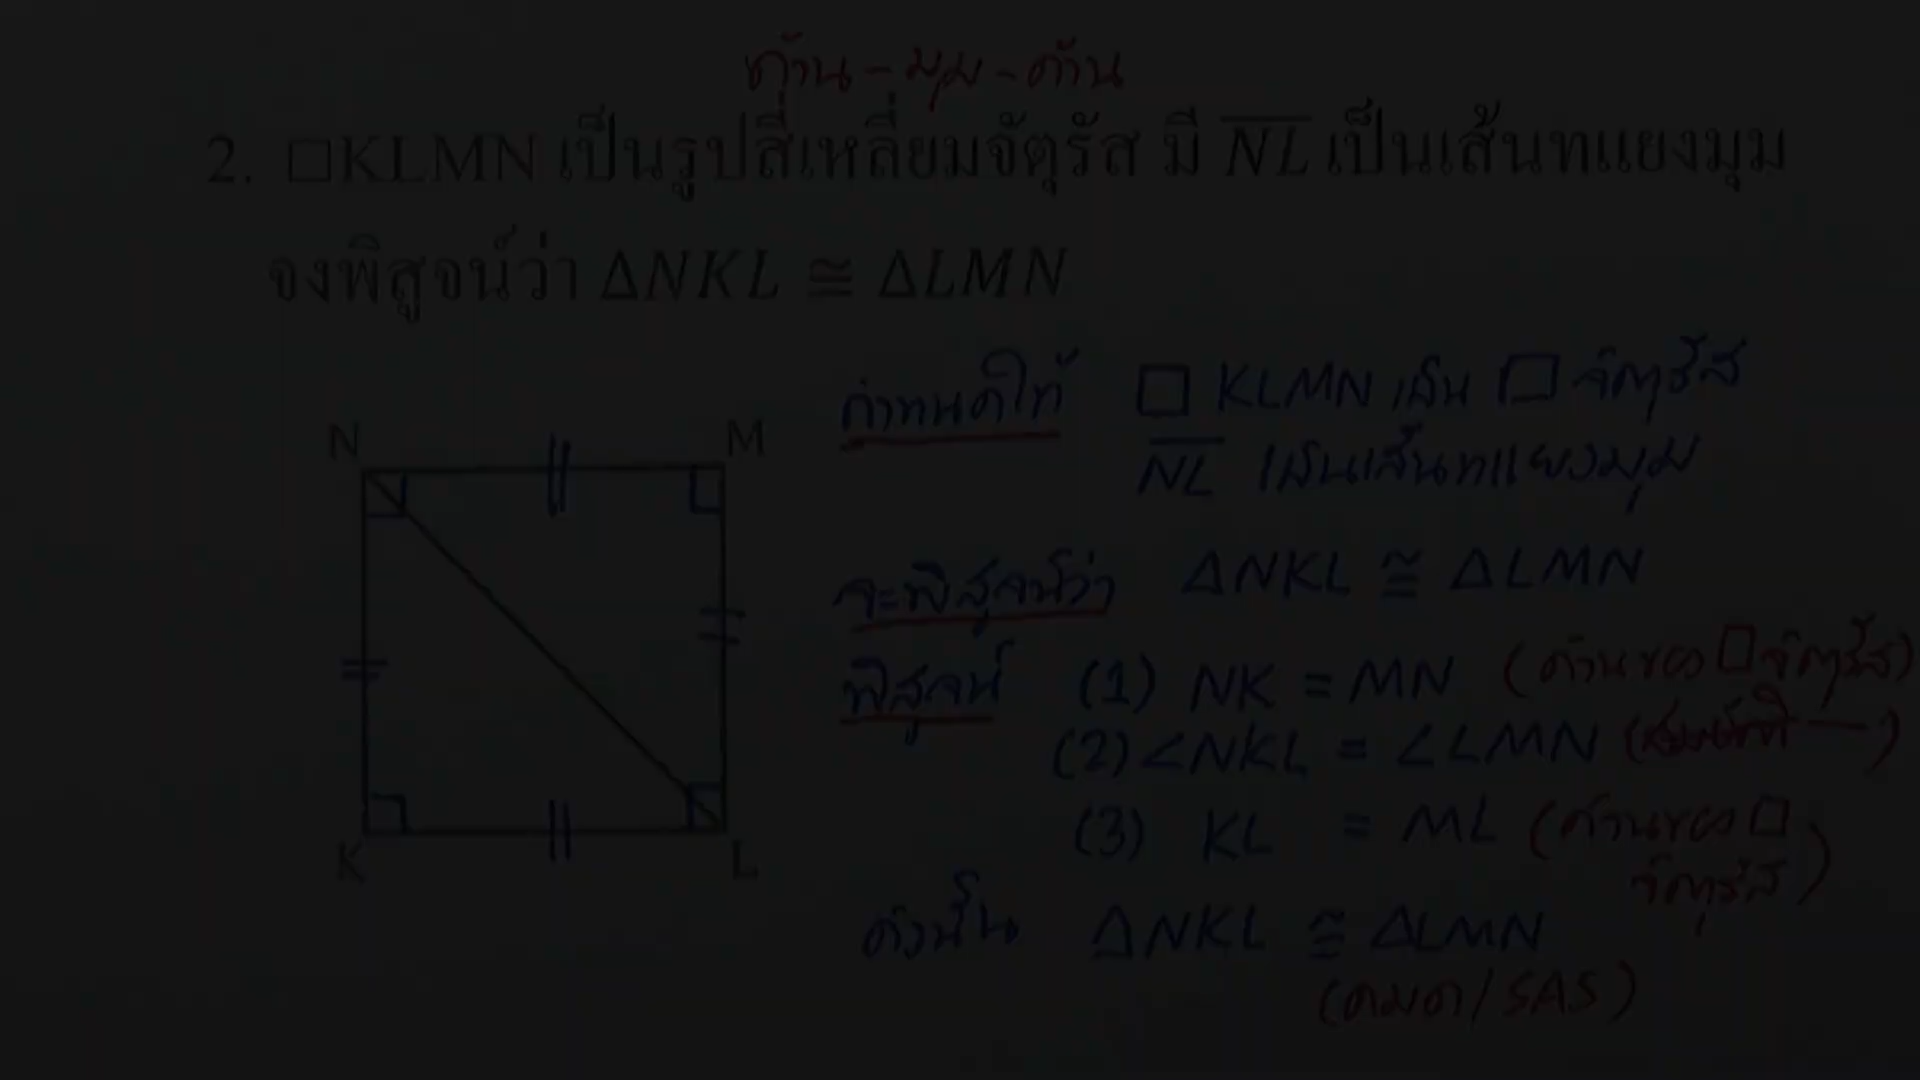 ด้าน - มุม - ด้าน
2. □KLMN เป็นรูปสี่เหลี่ยมจัตุรัส มี NL เป็นเส้นทแยงมุม
จงพิสูจน์ว่า ΔNKL ≅ ΔLMN
กำหนดให้ □ KLMN เป็น □ จัตุรัส
NL เป็นเส้นทแยงมุม
จะพิสูจน์ว่า ΔNKL ≅ ΔLMN
พิสูจน์ (1) NK = MN (ด้านของ □ จัตุรัส)
(2) ∠NKL = ∠LMN
(3) KL = ML (ด้านของ □
จัตุรัส)
ดังนั้น ΔNKL ≅ ΔLMN
(ดมด/SAS)
N
M
K
L